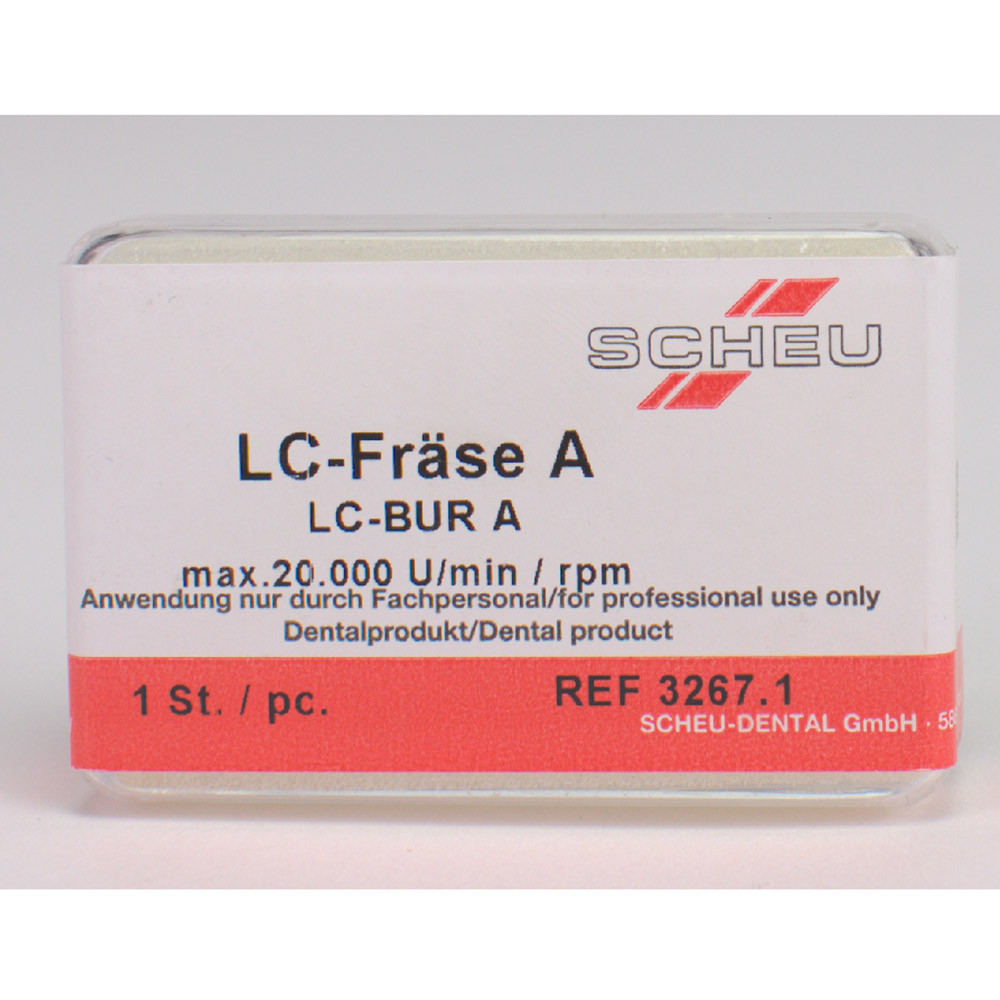 SCHEU
LC-Fräse A
LC-BUR A
max.20.000 U/min / rpm
Anwendung nur durch Fachpersonal/for professional use only
Dentalprodukt/Dental product
1 St. / pc. REF 3267.1
SCHEU-DENTAL GmbH ·